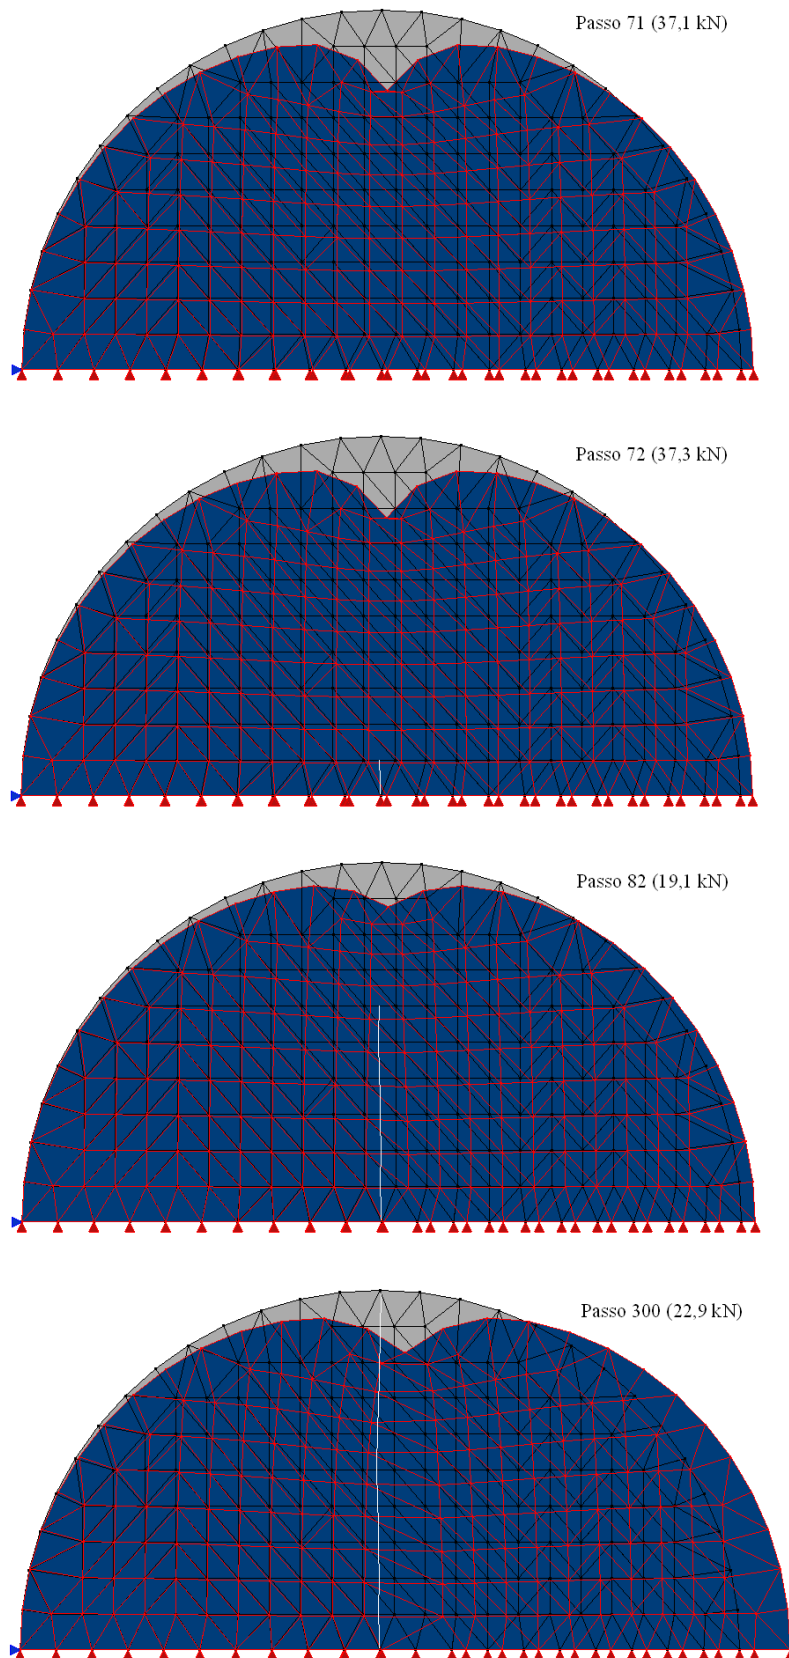 Passo 71 (37,1 kN)
Passo 72 (37,3 kN)
Passo 82 (19,1 kN)
Passo 300 (22,9 kN)